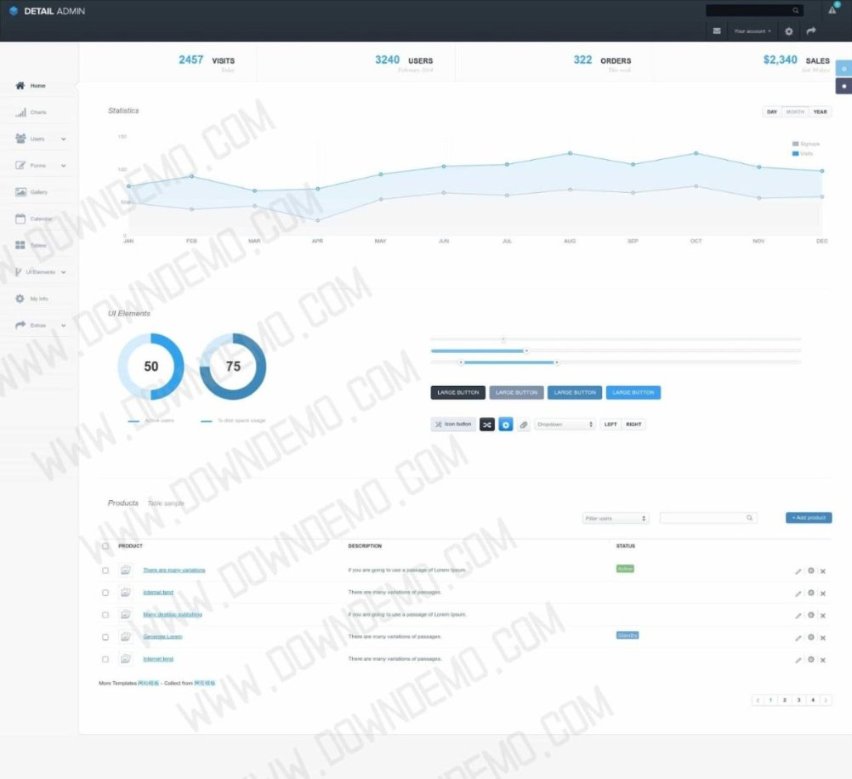 DETAIL ADMIN
Your account
2457 VISITS
Today
3240 USERS
February 2014
322 ORDERS
This week
$2,340 SALES
Home
Charts
Users
Forms
Gallery
Calendar
Tables
UI Elements
My Info
Extras
Statistics
DAY MONTH YEAR
150
Signups
Visits
100
50
0
JAN FEB MAR APR MAY JUN JUL AUG SEP OCT NOV DEC
UI Elements
50
75
Active users
% disk space usage
LARGE BUTTON LARGE BUTTON LARGE BUTTON LARGE BUTTON
Icon button
Dropdown
LEFT RIGHT
Products Table sample
Filter users
+ Add product
PRODUCT DESCRIPTION STATUS
There are many variations if you are going to use a passage of Lorem Ipsum. Active
Internet tend There are many variations of passages.
Many desktop publishing if you are going to use a passage of Lorem Ipsum.
Generate Lorem There are many variations of passages. Standby
Internet tend There are many variations of passages.
More Templates 网站模板 - Collect from 网页模板
‹ 1 2 3 4 ›
WWW.DOWNDEMO.COM
WWW.DOWNDEMO.COM
WWW.DOWNDEMO.COM
WWW.DOWNDEMO.COM
WWW.DOWNDEMO.COM
WWW.DOWNDEMO.COM
WWW.DOWNDEMO.COM
WWW.DOWNDEMO.COM